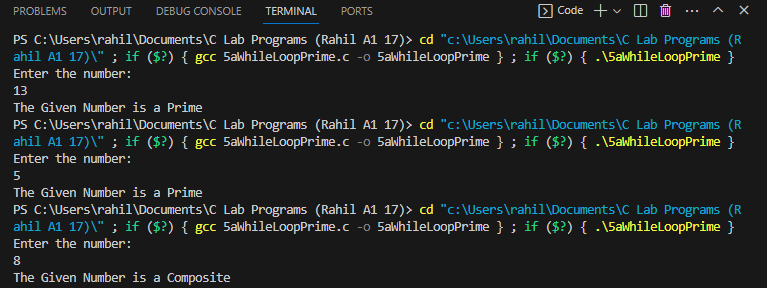 PROBLEMS OUTPUT DEBUG CONSOLE TERMINAL PORTS Code
PS C:\Users\rahil\Documents\C Lab Programs (Rahil A1 17)> cd "c:\Users\rahil\Documents\C Lab Programs (R
ahil A1 17)\" ; if ($?) { gcc 5aWhileLoopPrime.c -o 5aWhileLoopPrime } ; if ($?) { .\5aWhileLoopPrime }
Enter the number:
13
The Given Number is a Prime
PS C:\Users\rahil\Documents\C Lab Programs (Rahil A1 17)> cd "c:\Users\rahil\Documents\C Lab Programs (R
ahil A1 17)\" ; if ($?) { gcc 5aWhileLoopPrime.c -o 5aWhileLoopPrime } ; if ($?) { .\5aWhileLoopPrime }
Enter the number:
5
The Given Number is a Prime
PS C:\Users\rahil\Documents\C Lab Programs (Rahil A1 17)> cd "c:\Users\rahil\Documents\C Lab Programs (R
ahil A1 17)\" ; if ($?) { gcc 5aWhileLoopPrime.c -o 5aWhileLoopPrime } ; if ($?) { .\5aWhileLoopPrime }
Enter the number:
8
The Given Number is a Composite